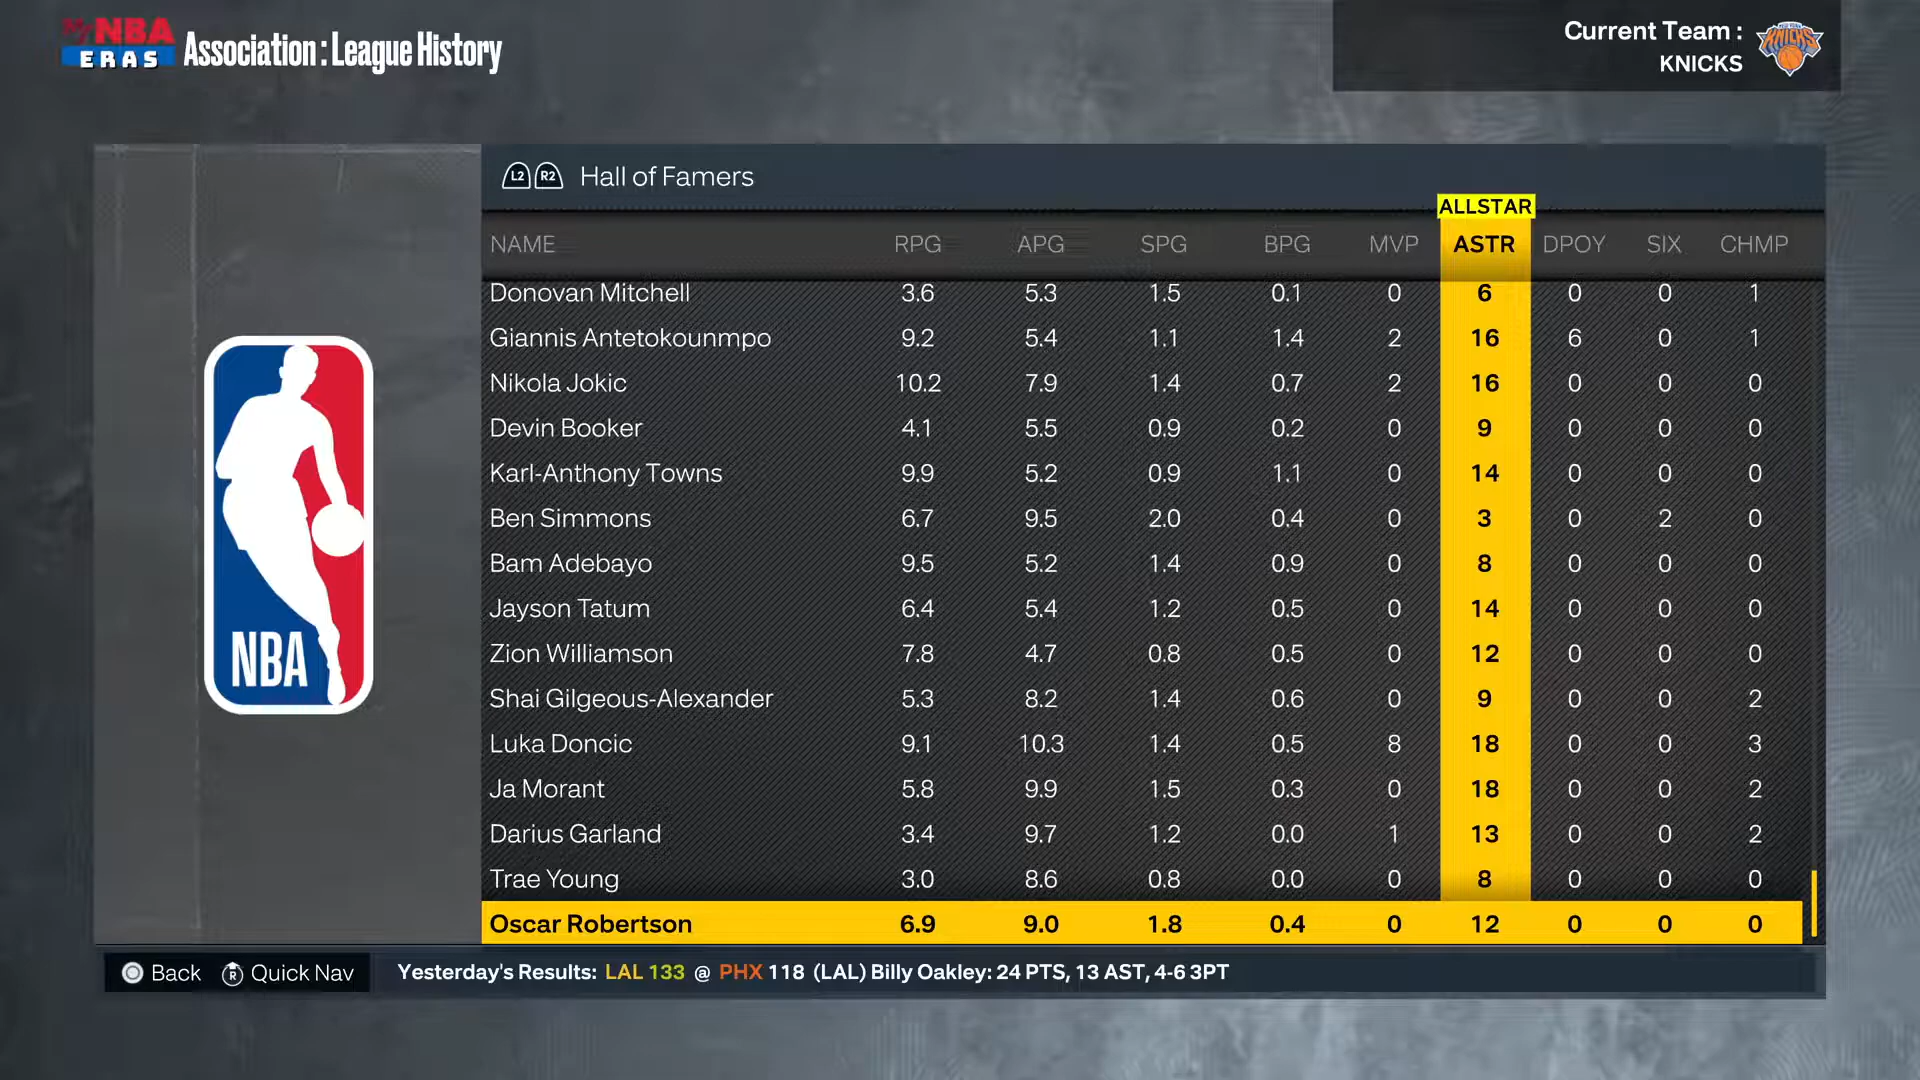 MyNBA
ERAS
Association : League History
Current Team :
KNICKS
NEW YORK
KNICKS
L2 R2 Hall of Famers
ALLSTAR
NAME RPG APG SPG BPG MVP ASTR DPOY SIX CHMP
Donovan Mitchell 3.6 5.3 1.5 0.1 0 6 0 0 1
Giannis Antetokounmpo 9.2 5.4 1.1 1.4 2 16 6 0 1
Nikola Jokic 10.2 7.9 1.4 0.7 2 16 0 0 0
Devin Booker 4.1 5.5 0.9 0.2 0 9 0 0 0
Karl-Anthony Towns 9.9 5.2 0.9 1.1 0 14 0 0 0
Ben Simmons 6.7 9.5 2.0 0.4 0 3 0 2 0
Bam Adebayo 9.5 5.2 1.4 0.9 0 8 0 0 0
Jayson Tatum 6.4 5.4 1.2 0.5 0 14 0 0 0
Zion Williamson 7.8 4.7 0.8 0.5 0 12 0 0 0
Shai Gilgeous-Alexander 5.3 8.2 1.4 0.6 0 9 0 0 2
Luka Doncic 9.1 10.3 1.4 0.5 8 18 0 0 3
Ja Morant 5.8 9.9 1.5 0.3 0 18 0 0 2
Darius Garland 3.4 9.7 1.2 0.0 1 13 0 0 2
Trae Young 3.0 8.6 0.8 0.0 0 8 0 0 0
Oscar Robertson 6.9 9.0 1.8 0.4 0 12 0 0 0
NBA
Back R Quick Nav Yesterday's Results: LAL 133 @ PHX 118 (LAL) Billy Oakley: 24 PTS, 13 AST, 4-6 3PT